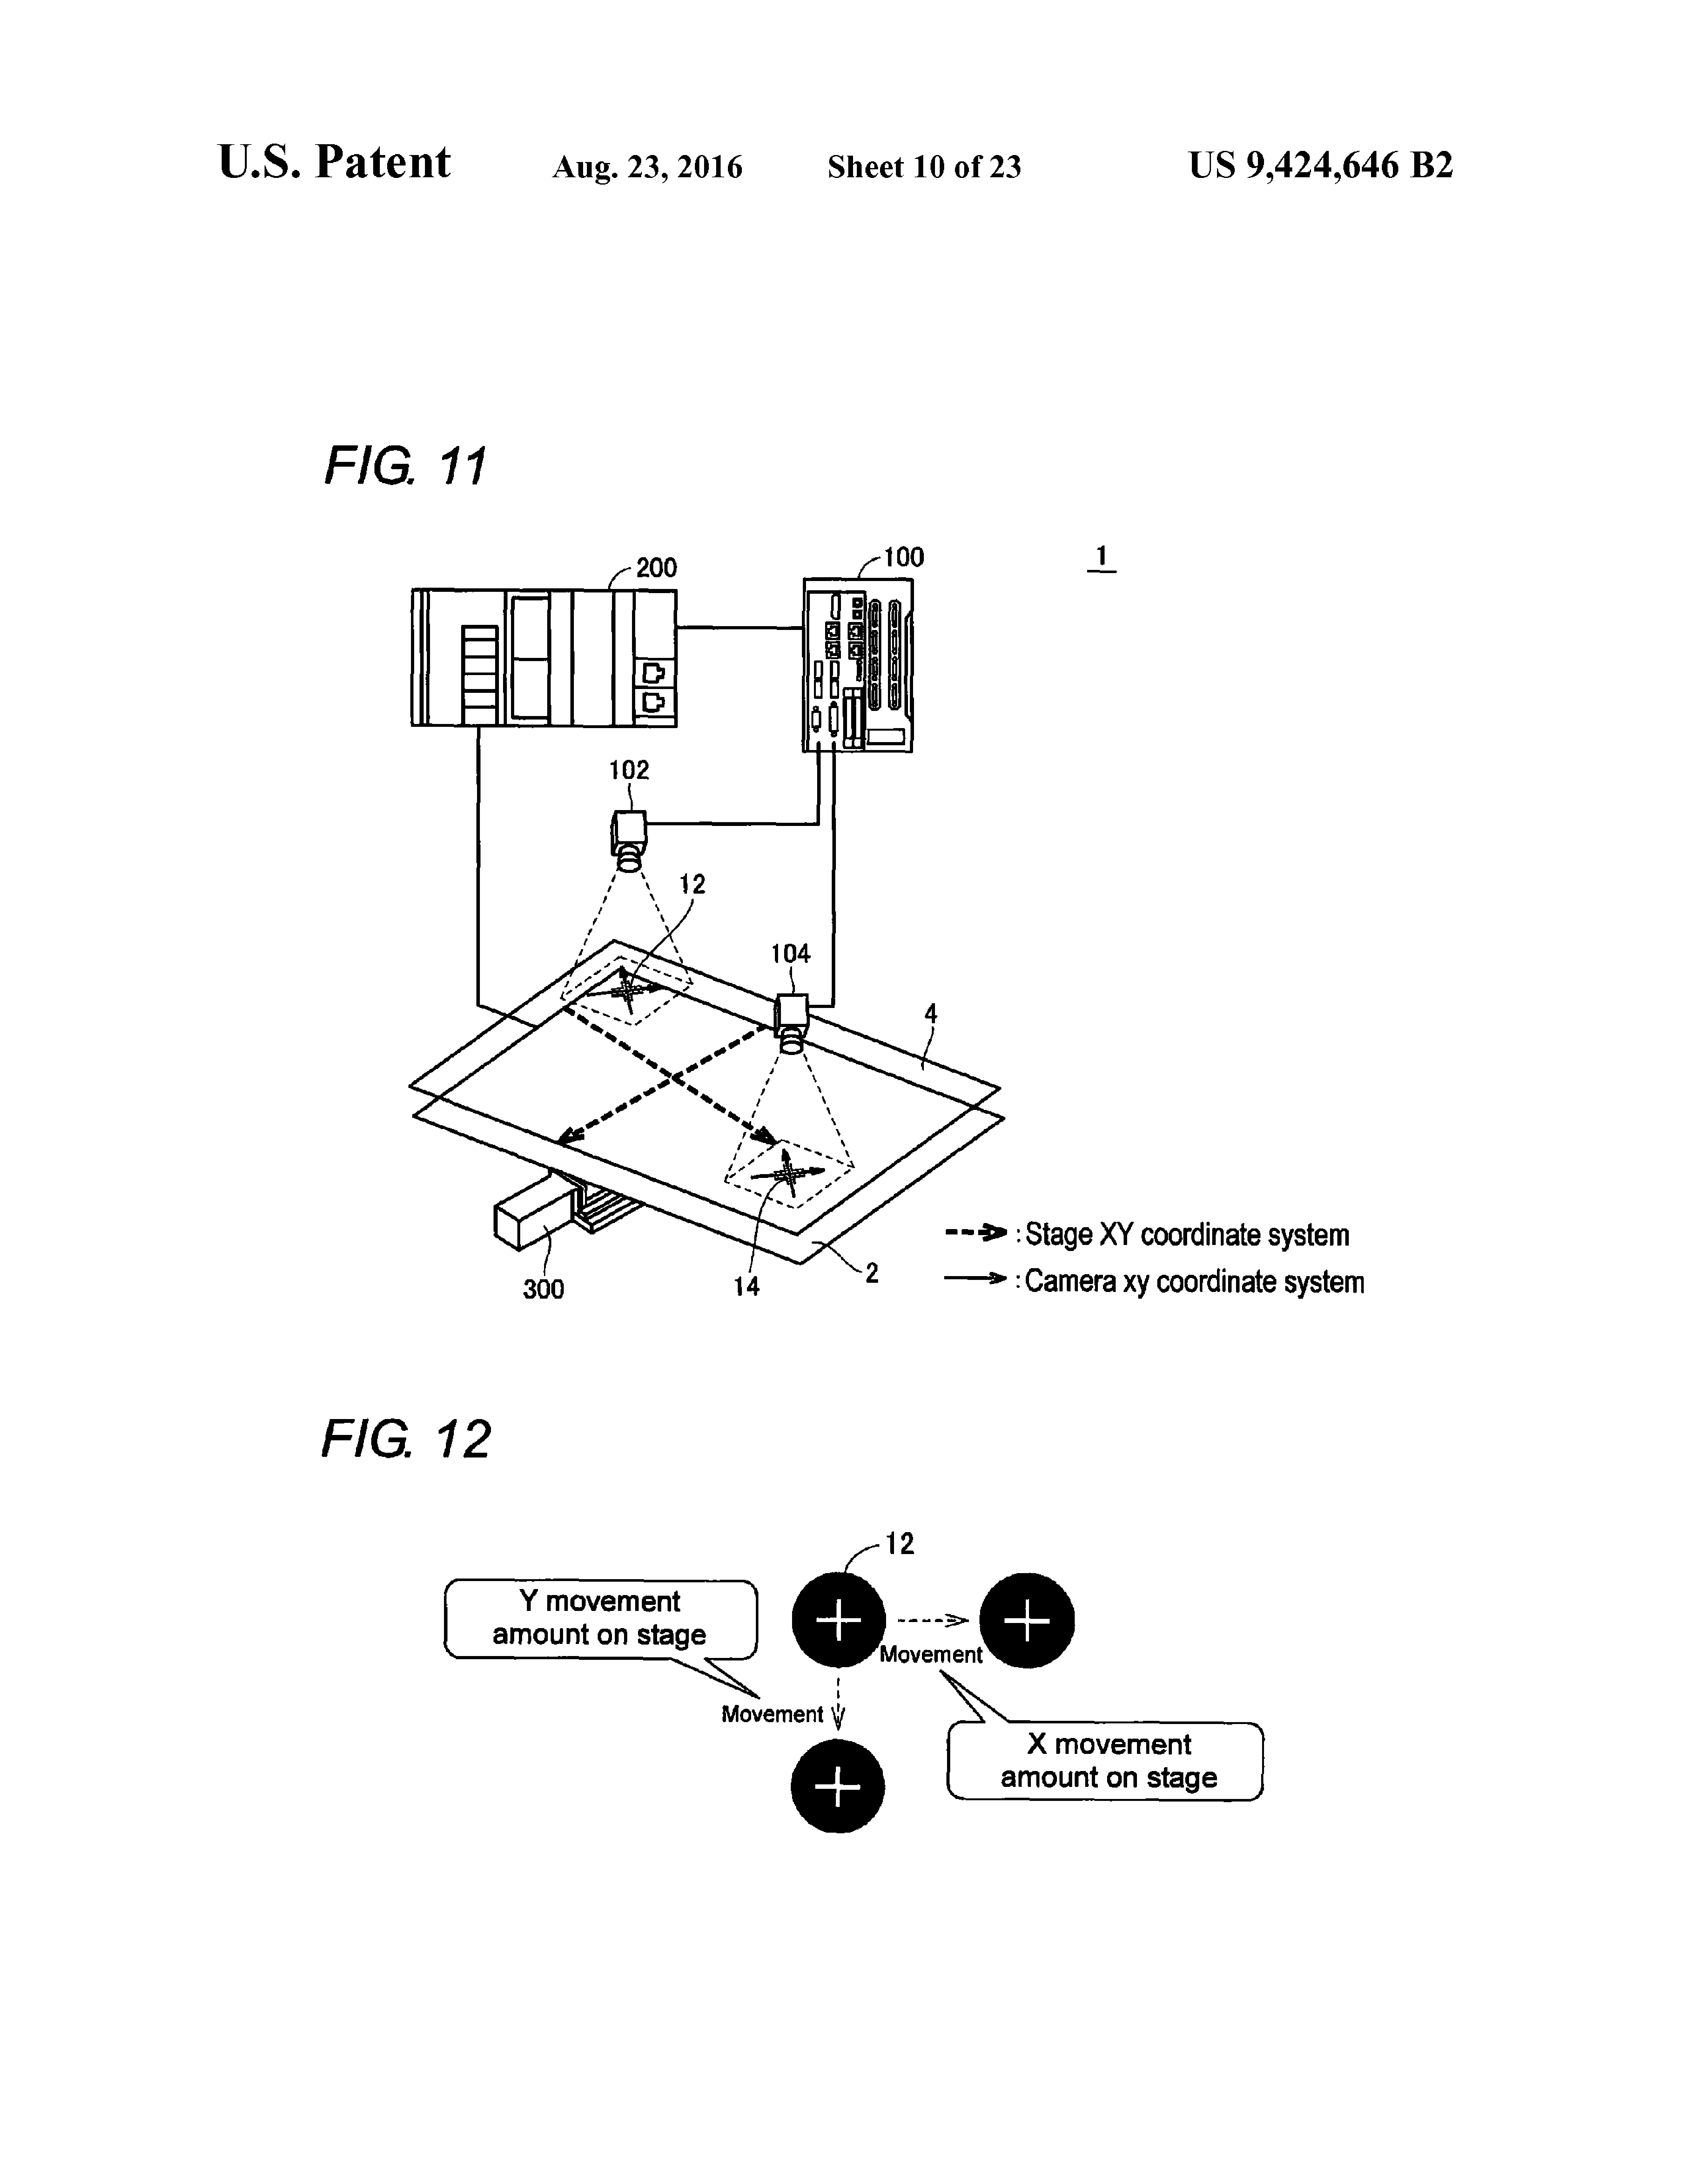 U.S. Patent Aug. 23, 2016 Sheet 10 of 23 US 9,424,646 B2
FIG. 11
1
200
100
102
12
104
4
300
14
2
: Stage XY coordinate system
: Camera xy coordinate system
FIG. 12
12
Y movement
amount on stage
Movement
Movement
X movement
amount on stage